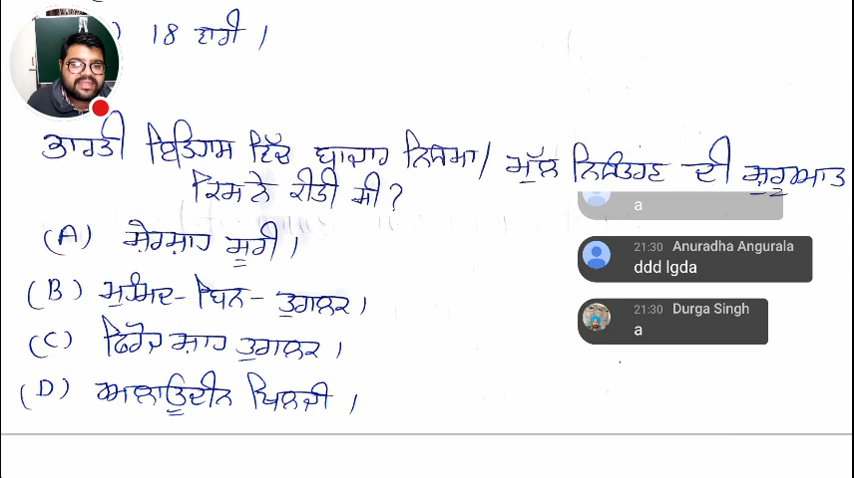 ) 18 ਵਾਰੀ ।
ਭਾਰਤੀ ਇਤਿਹਾਸ ਵਿੱਚ ਬਾਜ਼ਾਰ ਨਿਯਮਾਂ/ ਮੁੱਲ ਨਿਯੰਤਰਣ ਦੀ ਸ਼ੁਰੂਆਤ
ਕਿਸ ਨੇ ਕੀਤੀ ਸੀ?
(A) ਸ਼ੇਰਸ਼ਾਹ ਸੂਰੀ ।
(B) ਮੁਹੰਮਦ-ਬਿਨ-ਤੁਗਲਕ ।
(C) ਫਿਰੋਜ਼ ਸ਼ਾਹ ਤੁਗਲਕ ।
(D) ਅਲਾਉਦੀਨ ਖਿਲਜੀ ।
a
21:30 Anuradha Angurala
ddd lgda
21:30 Durga Singh
a